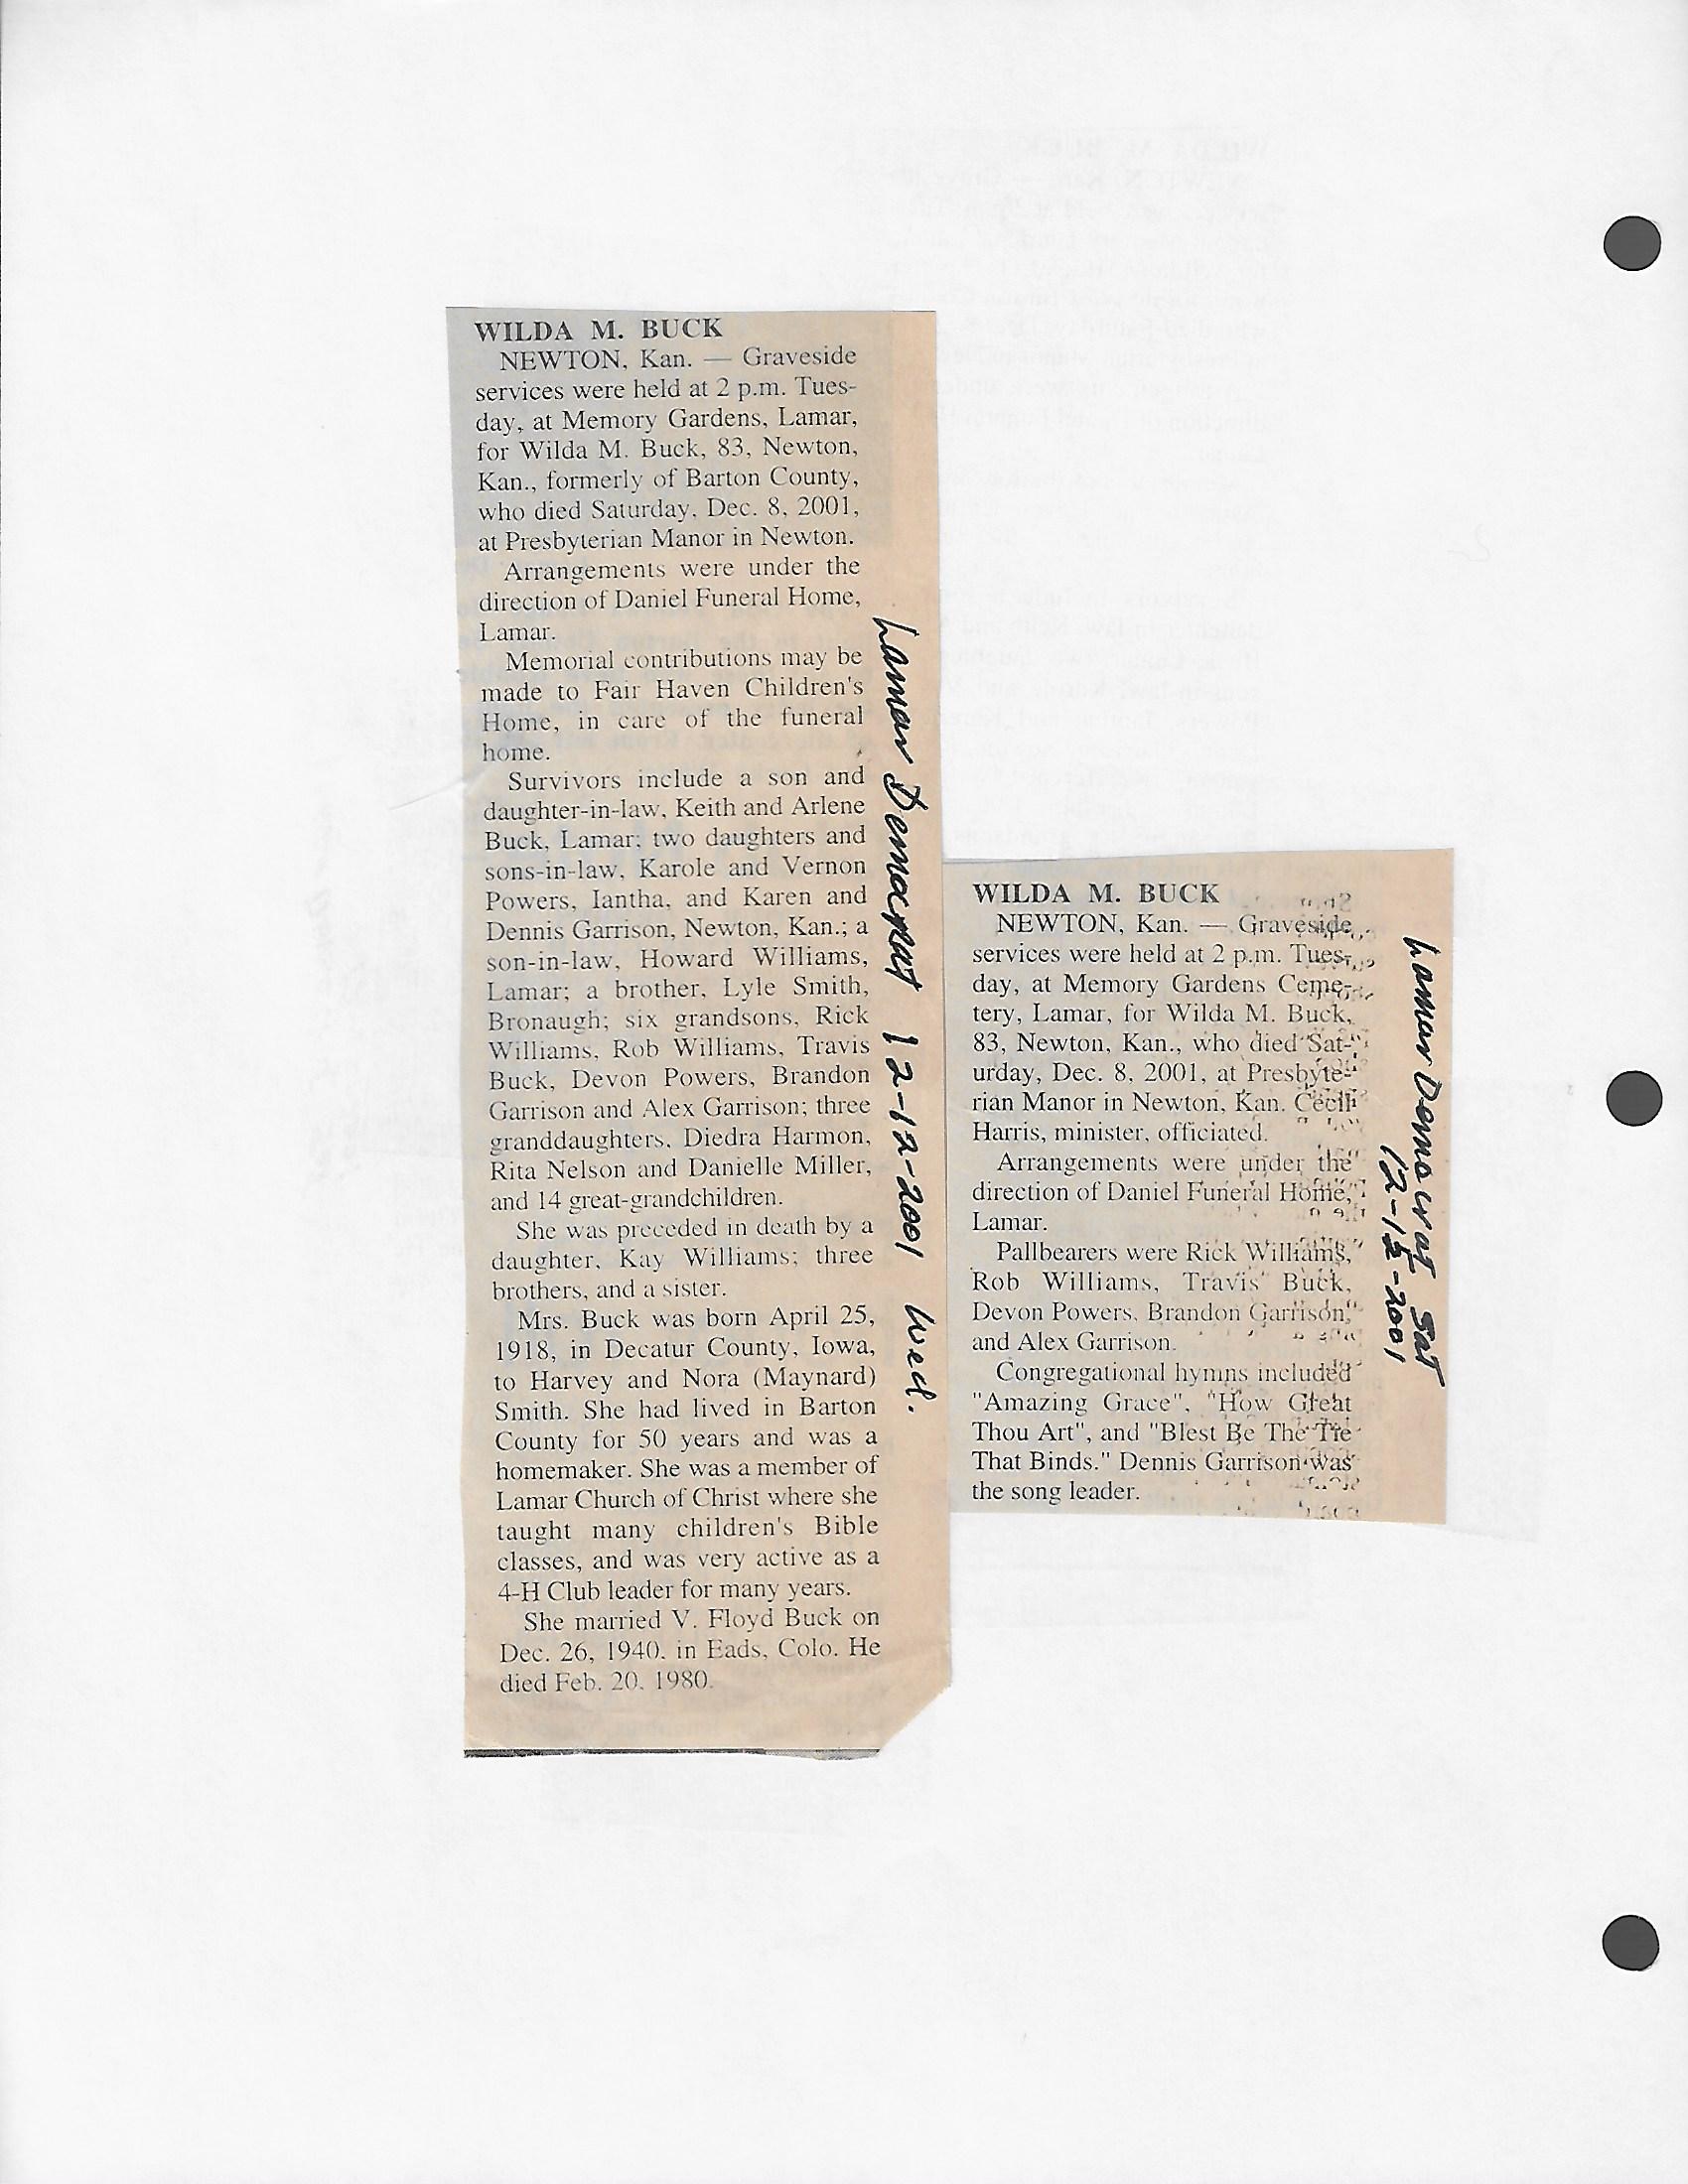 WILDA M. BUCK
NEWTON, Kan. — Graveside
services were held at 2 p.m. Tues-
day, at Memory Gardens, Lamar,
for Wilda M. Buck, 83, Newton,
Kan., formerly of Barton County,
who died Saturday, Dec. 8, 2001,
at Presbyterian Manor in Newton.
Arrangements were under the
direction of Daniel Funeral Home,
Lamar.
Memorial contributions may be
made to Fair Haven Children's
Home, in care of the funeral
home.
Survivors include a son and
daughter-in-law, Keith and Arlene
Buck, Lamar; two daughters and
sons-in-law, Karole and Vernon
Powers, Iantha, and Karen and
Dennis Garrison, Newton, Kan.; a
son-in-law, Howard Williams,
Lamar; a brother, Lyle Smith,
Bronaugh; six grandsons, Rick
Williams, Rob Williams, Travis
Buck, Devon Powers, Brandon
Garrison and Alex Garrison; three
granddaughters, Diedra Harmon,
Rita Nelson and Danielle Miller,
and 14 great-grandchildren.
She was preceded in death by a
daughter, Kay Williams; three
brothers, and a sister.
Mrs. Buck was born April 25,
1918, in Decatur County, Iowa,
to Harvey and Nora (Maynard)
Smith. She had lived in Barton
County for 50 years and was a
homemaker. She was a member of
Lamar Church of Christ where she
taught many children's Bible
classes, and was very active as a
4-H Club leader for many years.
She married V. Floyd Buck on
Dec. 26, 1940, in Eads, Colo. He
died Feb. 20, 1980.
Lamar Democrat 12-12-2001 Wed.
WILDA M. BUCK
NEWTON, Kan. — Graveside
services were held at 2 p.m. Tues-
day, at Memory Gardens Ceme-
tery, Lamar, for Wilda M. Buck,
83, Newton, Kan., who died Sat-
urday, Dec. 8, 2001, at Presbyte-
rian Manor in Newton, Kan. Cecil
Harris, minister, officiated.
Arrangements were under the
direction of Daniel Funeral Home,
Lamar.
Pallbearers were Rick Williams,
Rob Williams, Travis Buck,
Devon Powers, Brandon Garrison,
and Alex Garrison.
Congregational hymns included
"Amazing Grace", "How Great
Thou Art", and "Blest Be The Tie
That Binds." Dennis Garrison was
the song leader.
Lamar Democrat Sat